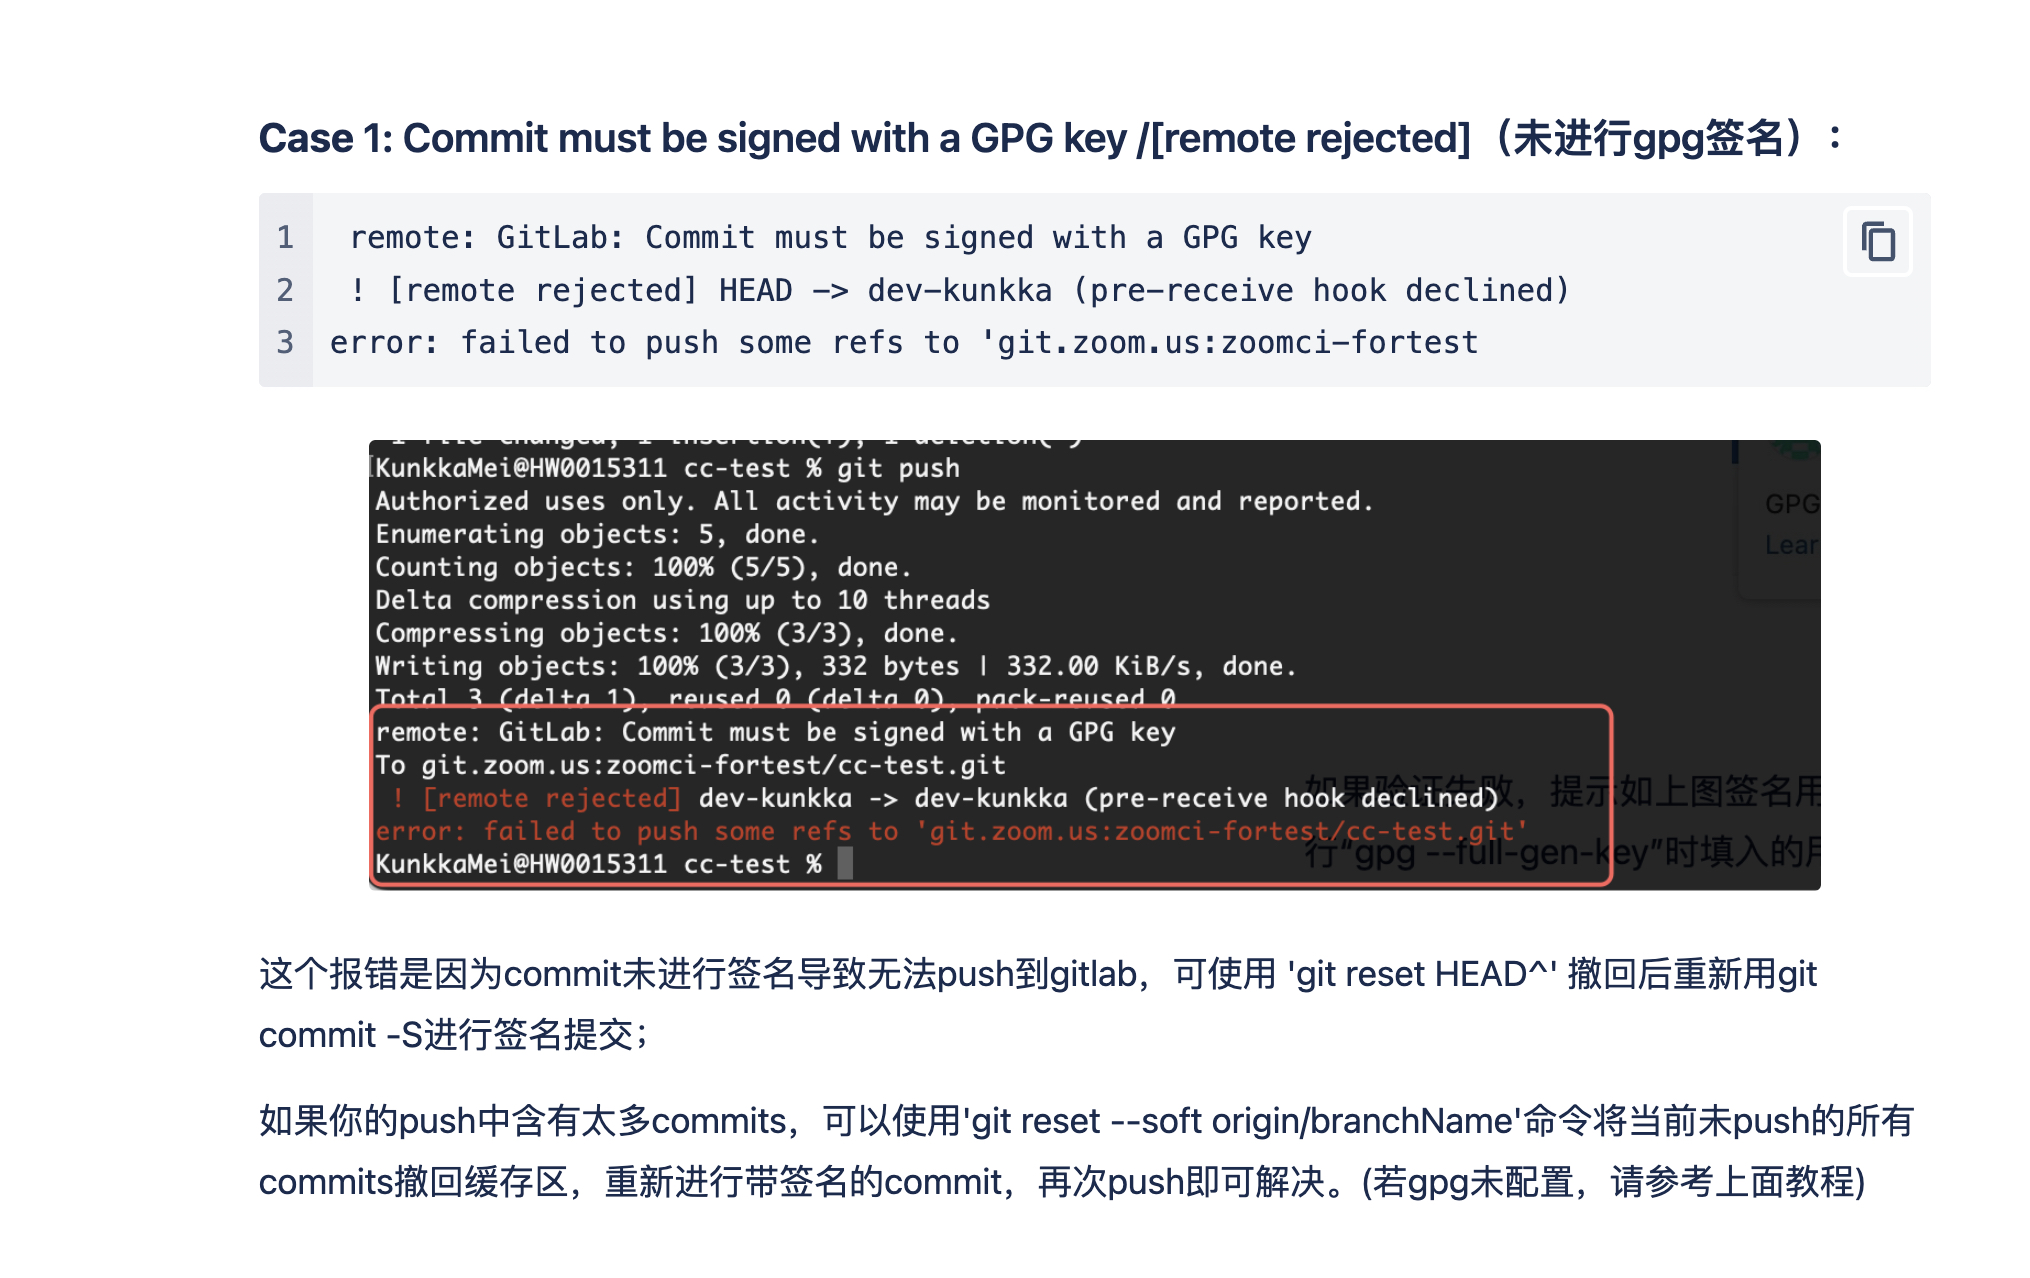 Case 1: Commit must be signed with a GPG key /[remote rejected]（未进行gpg签名）：
1 remote: GitLab: Commit must be signed with a GPG key
2 ! [remote rejected] HEAD -> dev-kunkka (pre-receive hook declined)
3 error: failed to push some refs to 'git.zoom.us:zoomci-fortest
1 file changed, 1 insertion(+), 1 deletion(-)
[KunkkaMei@HW0015311 cc-test % git push
Authorized uses only. All activity may be monitored and reported.
GPG
Enumerating objects: 5, done.
Lear
Counting objects: 100% (5/5), done.
Delta compression using up to 10 threads
Compressing objects: 100% (3/3), done.
Writing objects: 100% (3/3), 332 bytes | 332.00 KiB/s, done.
Total 3 (delta 1), reused 0 (delta 0), pack-reused 0
remote: GitLab: Commit must be signed with a GPG key
To git.zoom.us:zoomci-fortest/cc-test.git
如果验证失败，提示如上图签名用
! [remote rejected] dev-kunkka -> dev-kunkka (pre-receive hook declined)
error: failed to push some refs to 'git.zoom.us:zoomci-fortest/cc-test.git'
行“gpg --full-gen-key”时填入的用
KunkkaMei@HW0015311 cc-test %
这个报错是因为commit未进行签名导致无法push到gitlab，可使用 'git reset HEAD^' 撤回后重新用git
commit -S进行签名提交；
如果你的push中含有太多commits，可以使用'git reset --soft origin/branchName'命令将当前未push的所有
commits撤回缓存区，重新进行带签名的commit，再次push即可解决。(若gpg未配置，请参考上面教程)